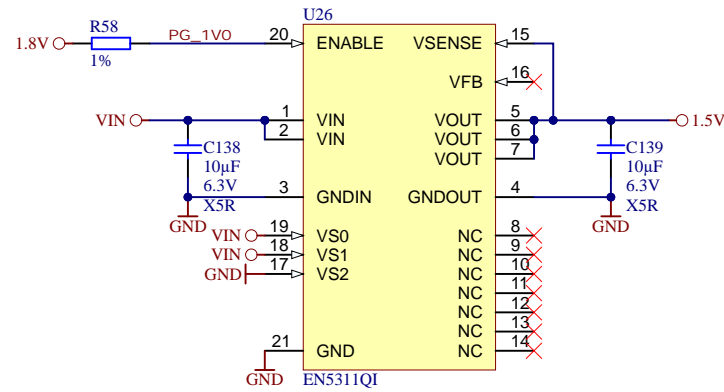 U26
R58
1.8V
PG_1V0
1%
20
ENABLE
VSENSE
15
VFB
16
VIN
1
VIN
VOUT
5
1.5V
2
VIN
VOUT
6
VOUT
7
C138
10µF
6.3V
X5R
C139
10µF
6.3V
X5R
3
GNDIN
GNDOUT
4
GND
GND
VIN
19
VS0
NC
8
VIN
18
VS1
NC
9
GND
17
VS2
NC
10
NC
11
NC
12
NC
13
21
GND
NC
14
GND
EN5311QI